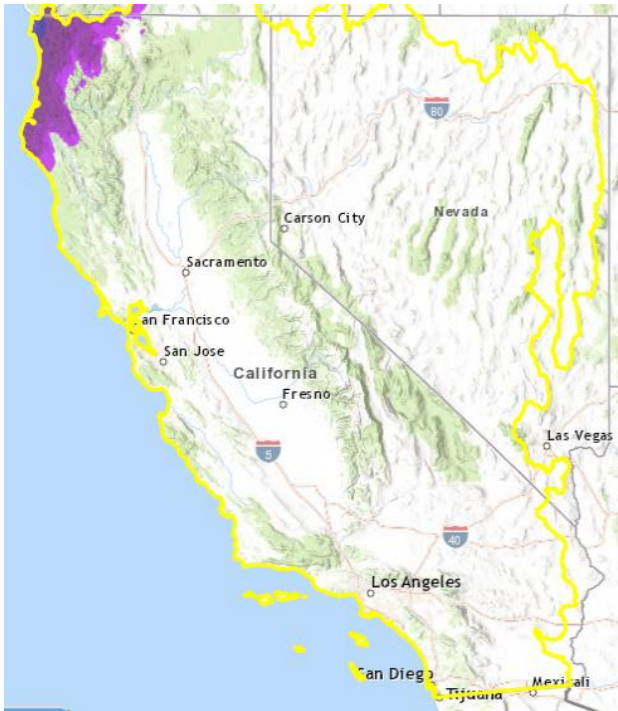 80
Nevada
Carson City
Sacramento
an Francisco
San Jose
California
Fresno
5
Las Vegas
40
Los Angeles
San Diego
Mexicali
Tijuana